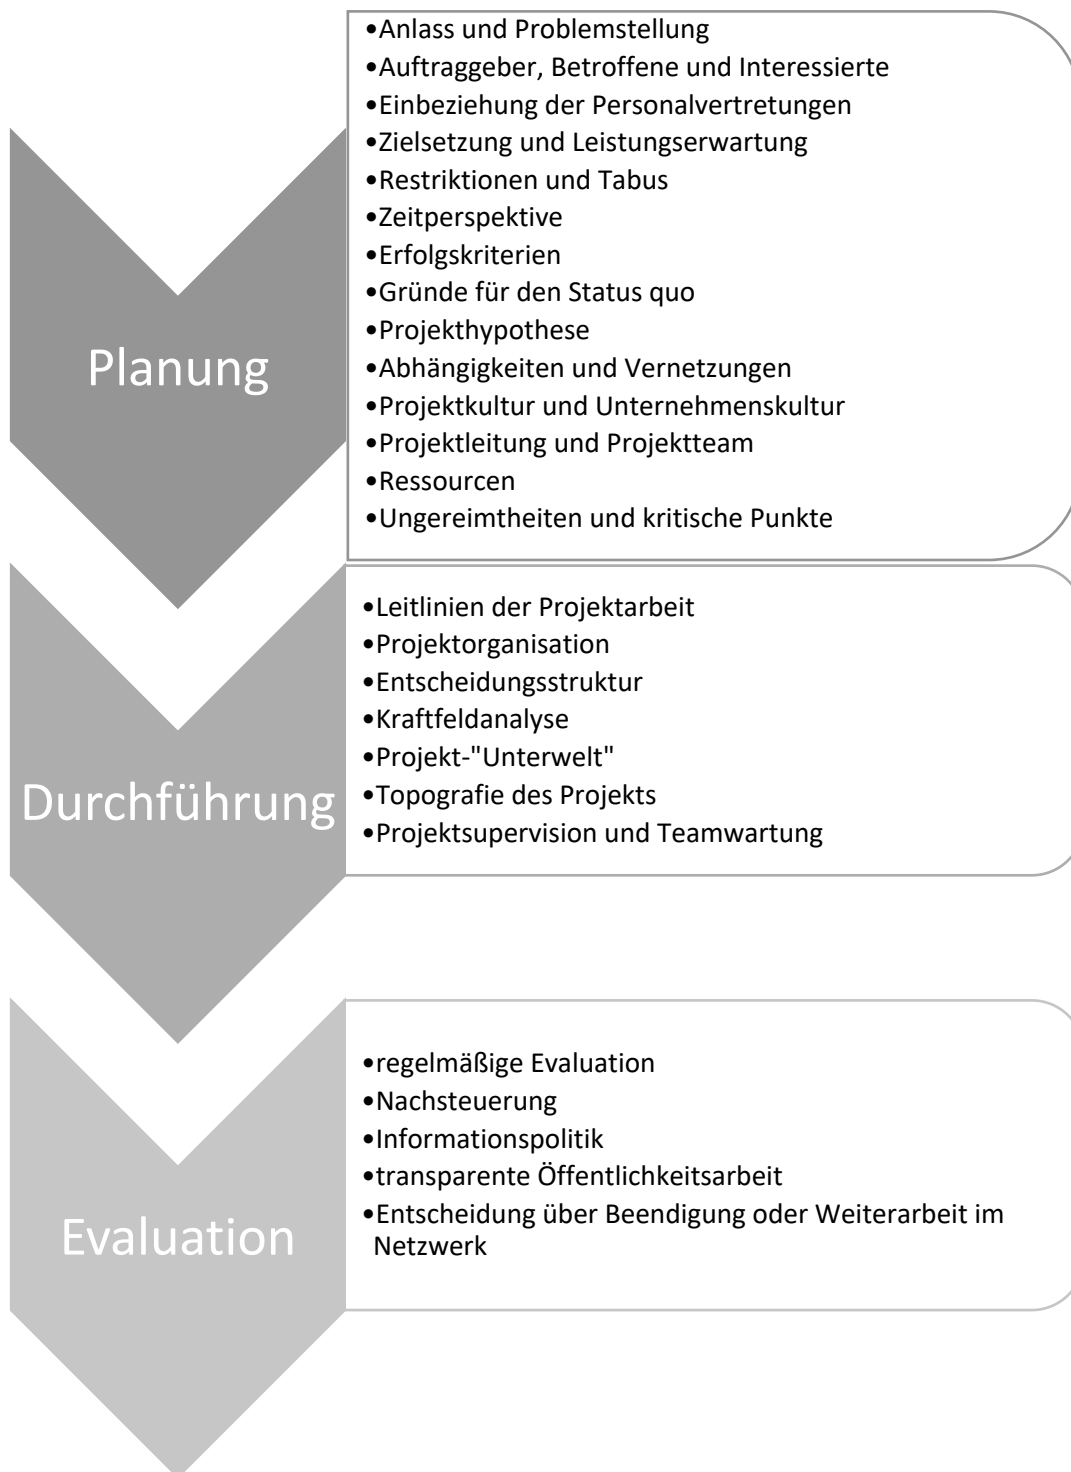 Planung
•Anlass und Problemstellung
•Auftraggeber, Betroffene und Interessierte
•Einbeziehung der Personalvertretungen
•Zielsetzung und Leistungserwartung
•Restriktionen und Tabus
•Zeitperspektive
•Erfolgskriterien
•Gründe für den Status quo
•Projekthypothese
•Abhängigkeiten und Vernetzungen
•Projektkultur und Unternehmenskultur
•Projektleitung und Projektteam
•Ressourcen
•Ungereimtheiten und kritische Punkte
Durchführung
•Leitlinien der Projektarbeit
•Projektorganisation
•Entscheidungsstruktur
•Kraftfeldanalyse
•Projekt-"Unterwelt"
•Topografie des Projekts
•Projektsupervision und Teamwartung
Evaluation
•regelmäßige Evaluation
•Nachsteuerung
•Informationspolitik
•transparente Öffentlichkeitsarbeit
•Entscheidung über Beendigung oder Weiterarbeit im
Netzwerk